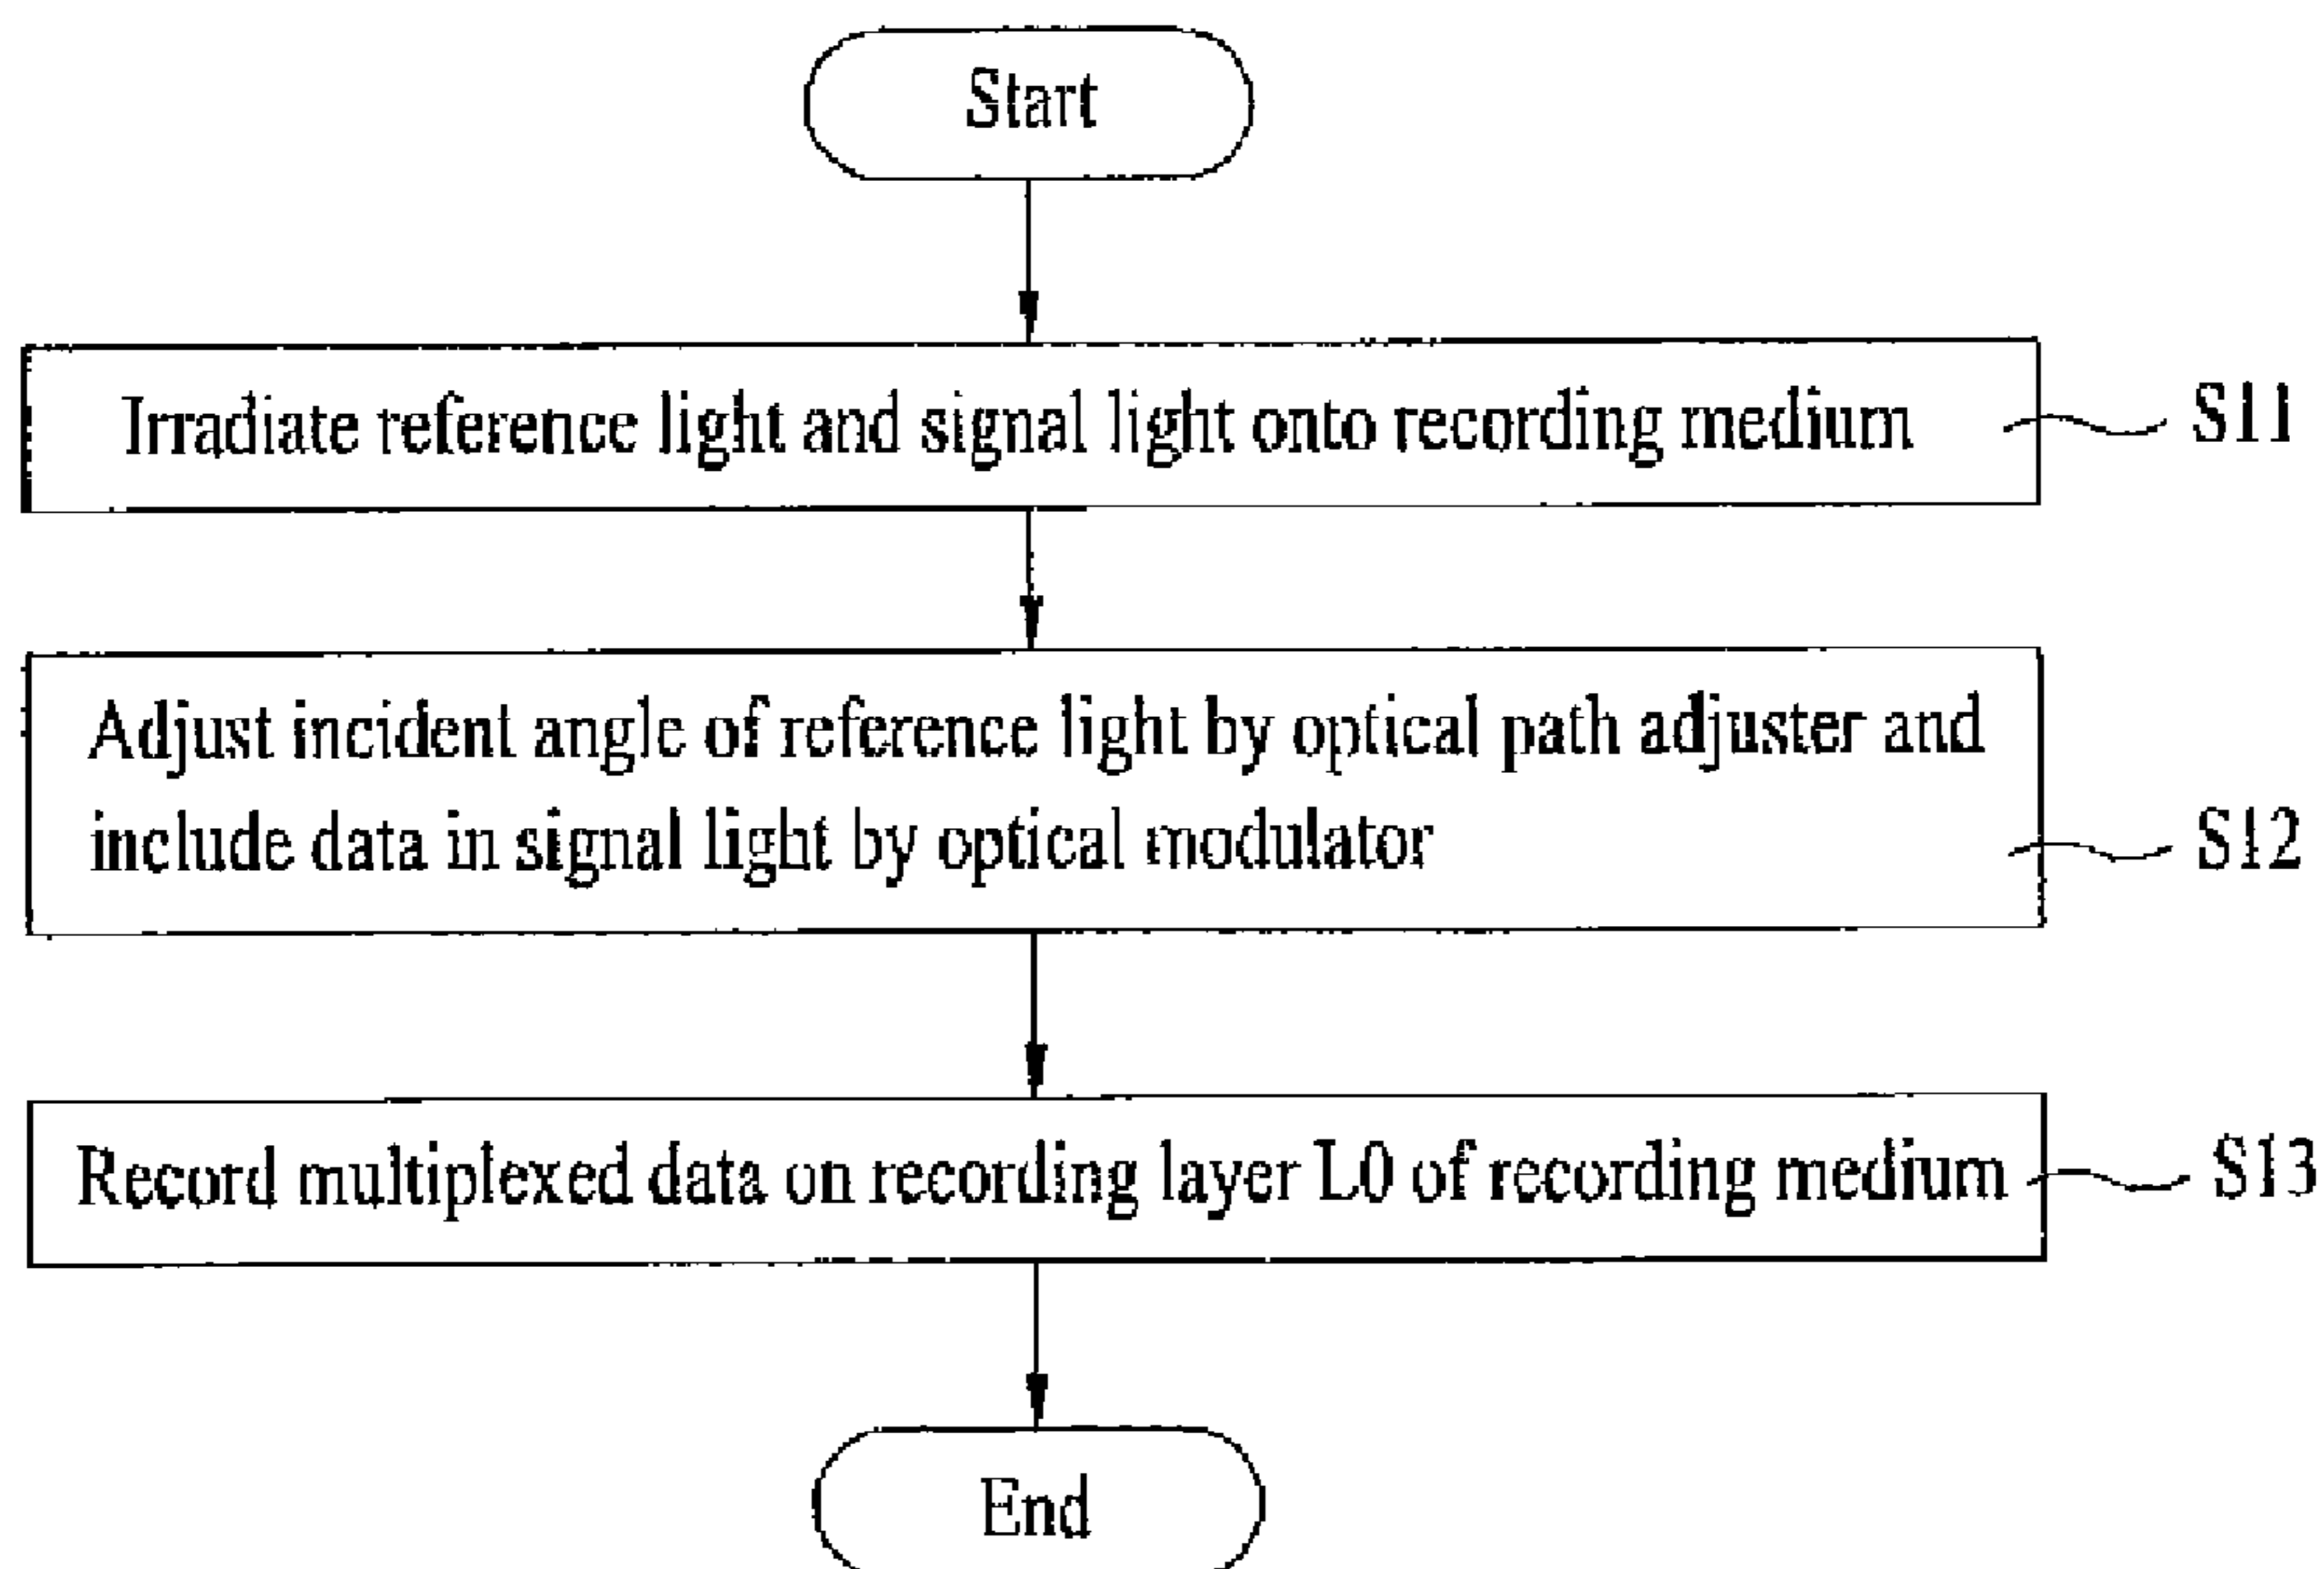 Start
Irradiate reference light and signal light onto recording medium
S11
Adjust incident angle of reference light by optical path adjuster and
include data in signal light by optical modulator
S12
Record multiplexed data on recording layer L0 of recording medium
S13
End